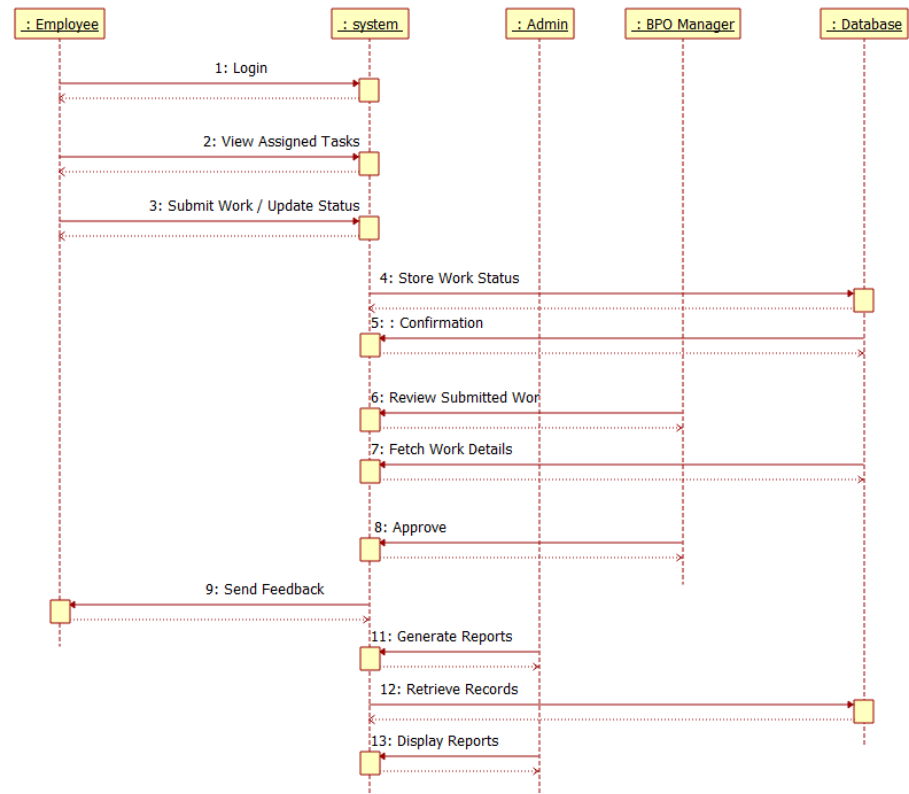 : Employee
: system
: Admin
: BPO Manager
: Database
1: Login
2: View Assigned Tasks
3: Submit Work / Update Status
4: Store Work Status
5: : Confirmation
6: Review Submitted Wor
7: Fetch Work Details
8: Approve
9: Send Feedback
11: Generate Reports
12: Retrieve Records
13: Display Reports